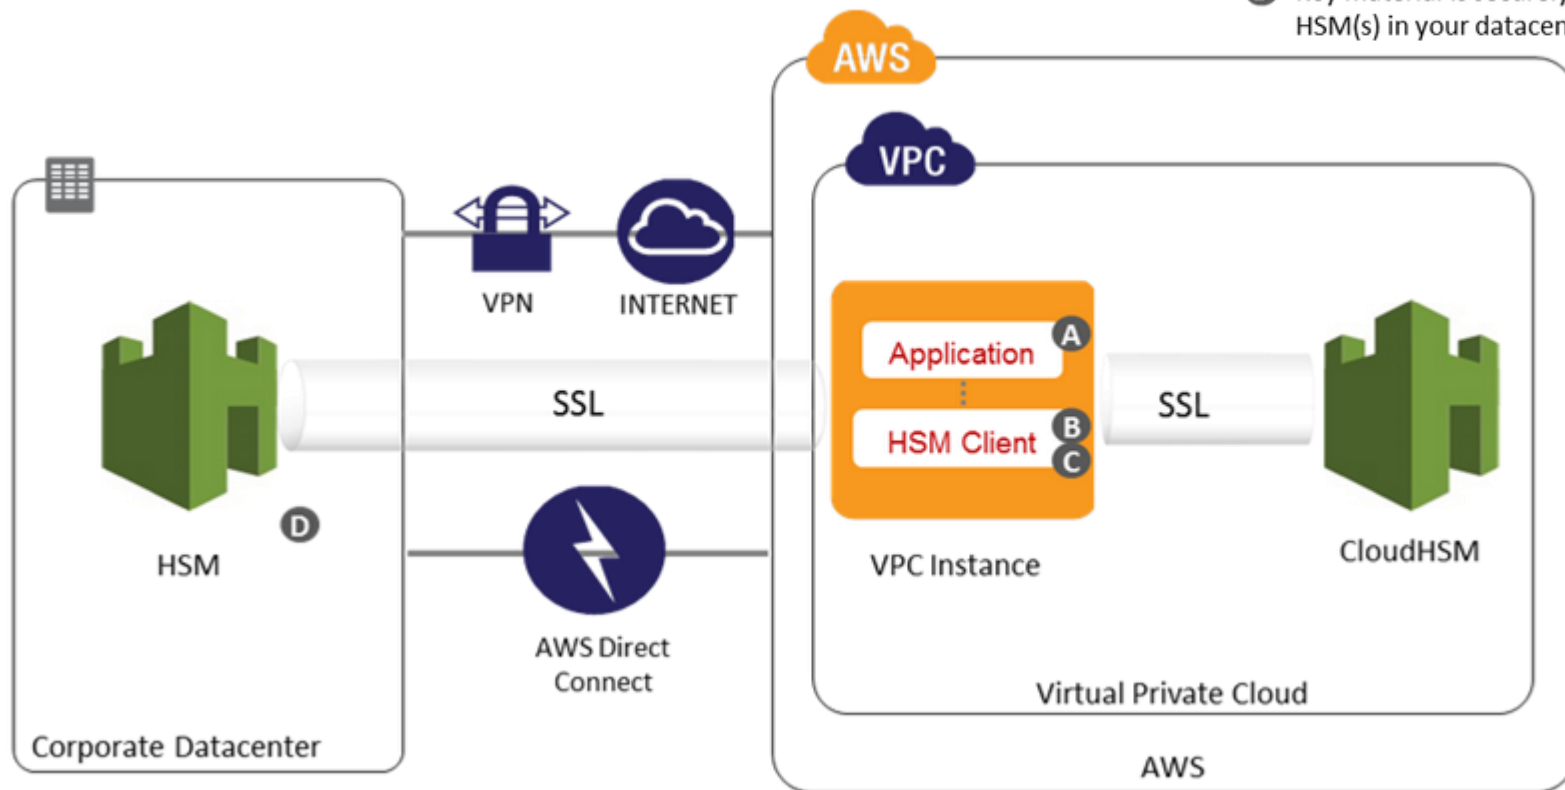 HSM(s) in your datacen
AWS
VPC
VPN
INTERNET
Application
A
SSL
SSL
HSM Client
B
C
D
HSM
VPC Instance
CloudHSM
AWS Direct
Connect
Virtual Private Cloud
Corporate Datacenter
AWS